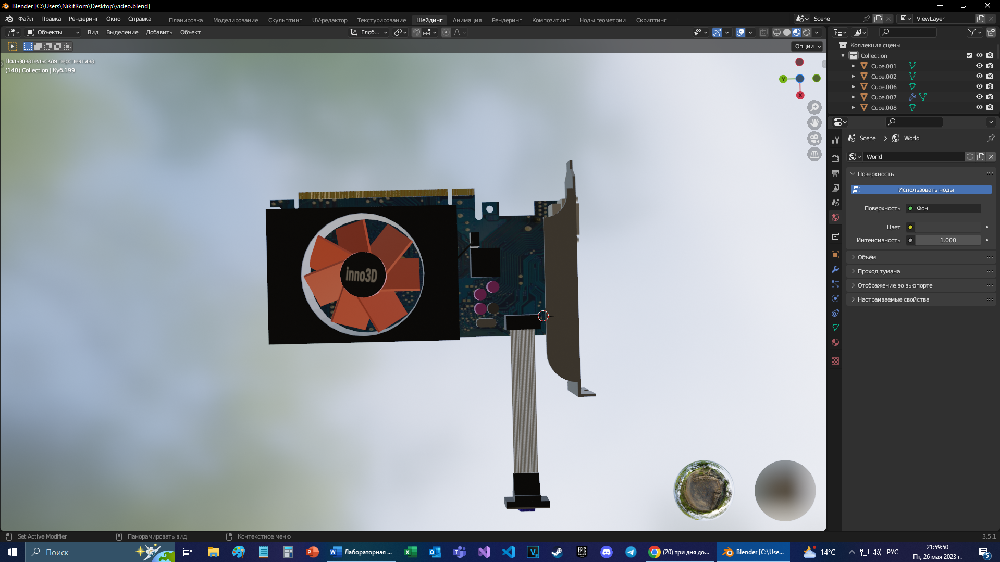 Blender [C:\Users\NikitRom\Desktop\video.blend]
Файл Правка Рендеринг Окно Справка
Планировка Моделирование Скульптинг UV-редактор Текстурирование Шейдинг Анимация Рендеринг Композитинг Ноды геометрии Скриптинг +
Scene
ViewLayer
Объекты Вид Выделение Добавить Объект
Глоб...
Опции
Пользовательская перспектива
(140) Collection | Куб.199
Y
X
inno3D
Коллекция сцены
Collection
Cube.001
Cube.002
Cube.006
Cube.007
Cube.008
Scene > World
World
Поверхность
Использовать ноды
Поверхность Фон
Цвет
Интенсивность 1.000
Объём
Проход тумана
Отображение во вьюпорте
Настраиваемые свойства
Set Active Modifier Панорамировать вид Контекстное меню 3.5.1
Поиск
Лабораторная ...
(20) три дня до...
Blender [C:\Use...
14°C
РУС
21:59:50
Пт, 26 мая 2023 г.
5